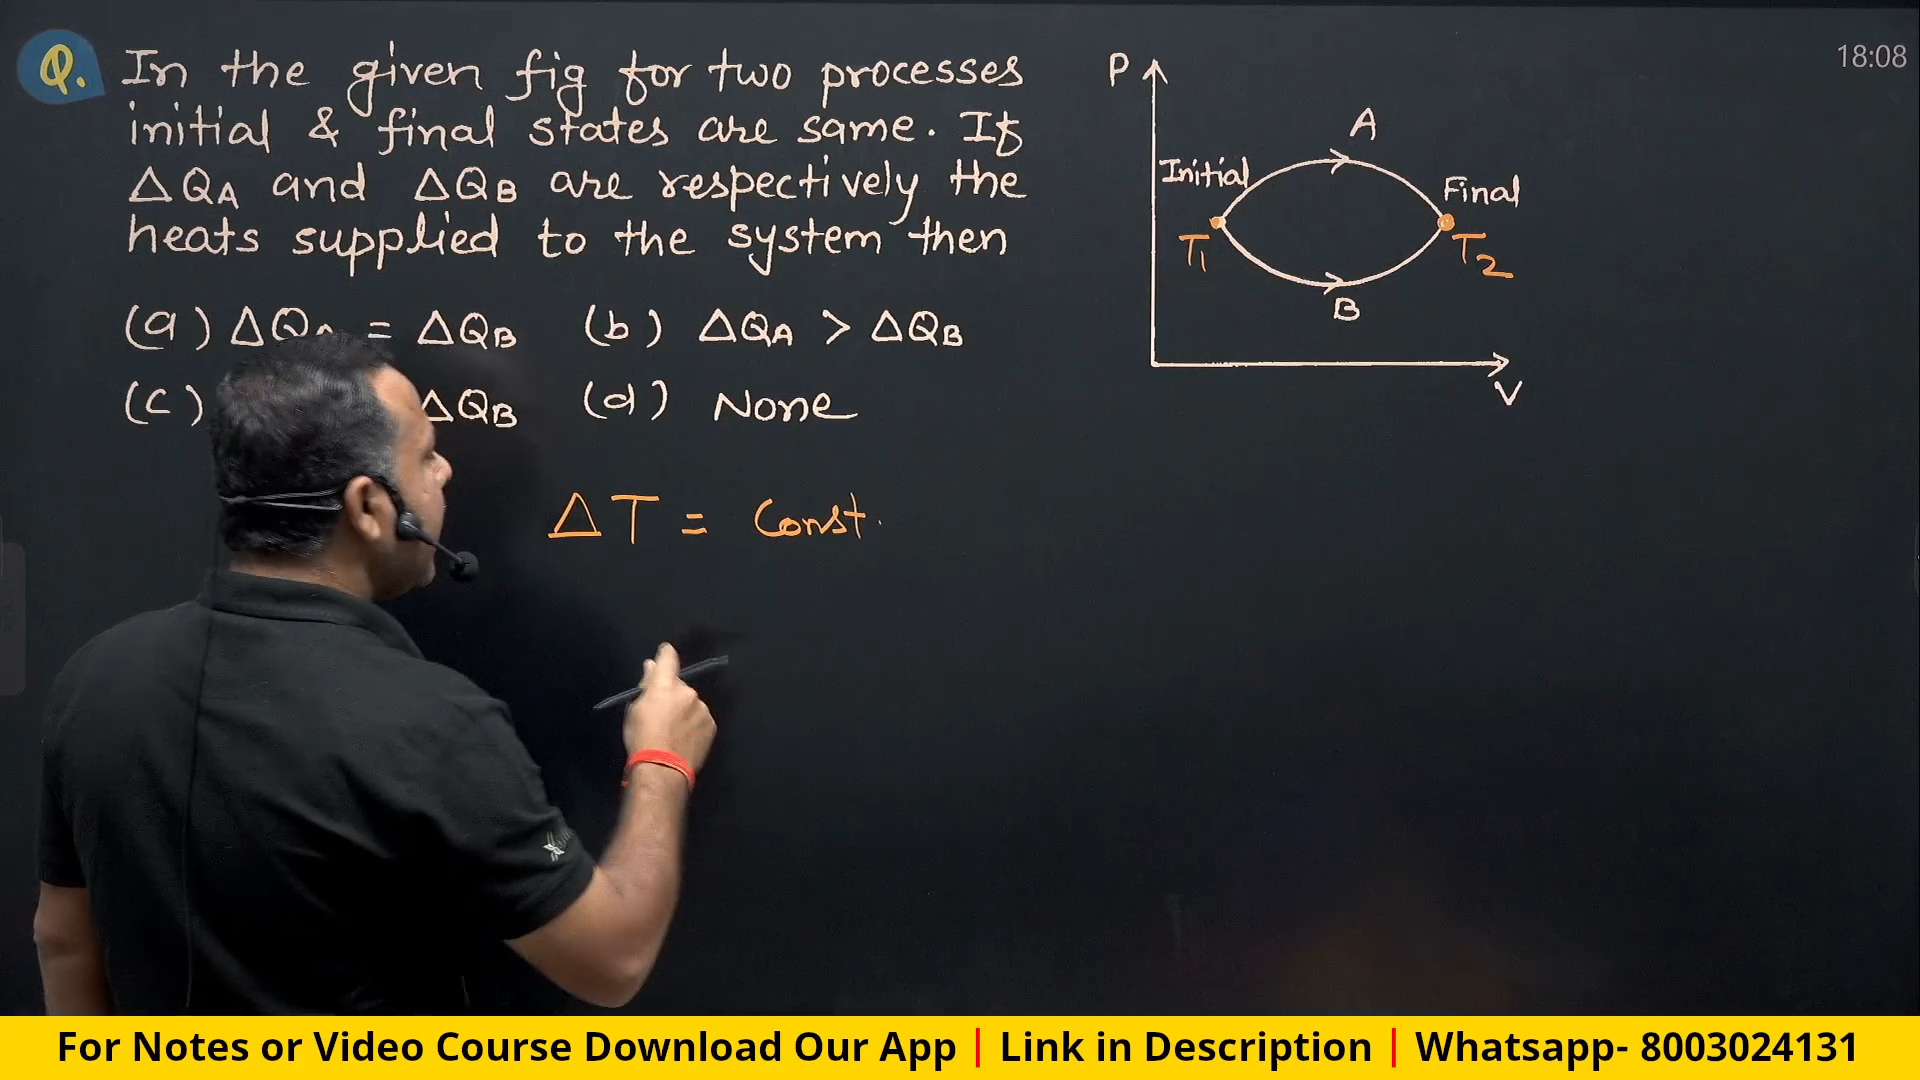 Q. In the given fig for two processes
initial & final states are same. If
ΔQA and ΔQB are respectively the
heats supplied to the system then
(a) ΔQA = ΔQB (b) ΔQA > ΔQB
(c) ΔQB (d) None
ΔT = Const.
18:08
P
A
Initial
Final
T1
T2
B
V
For Notes or Video Course Download Our App | Link in Description | Whatsapp- 8003024131